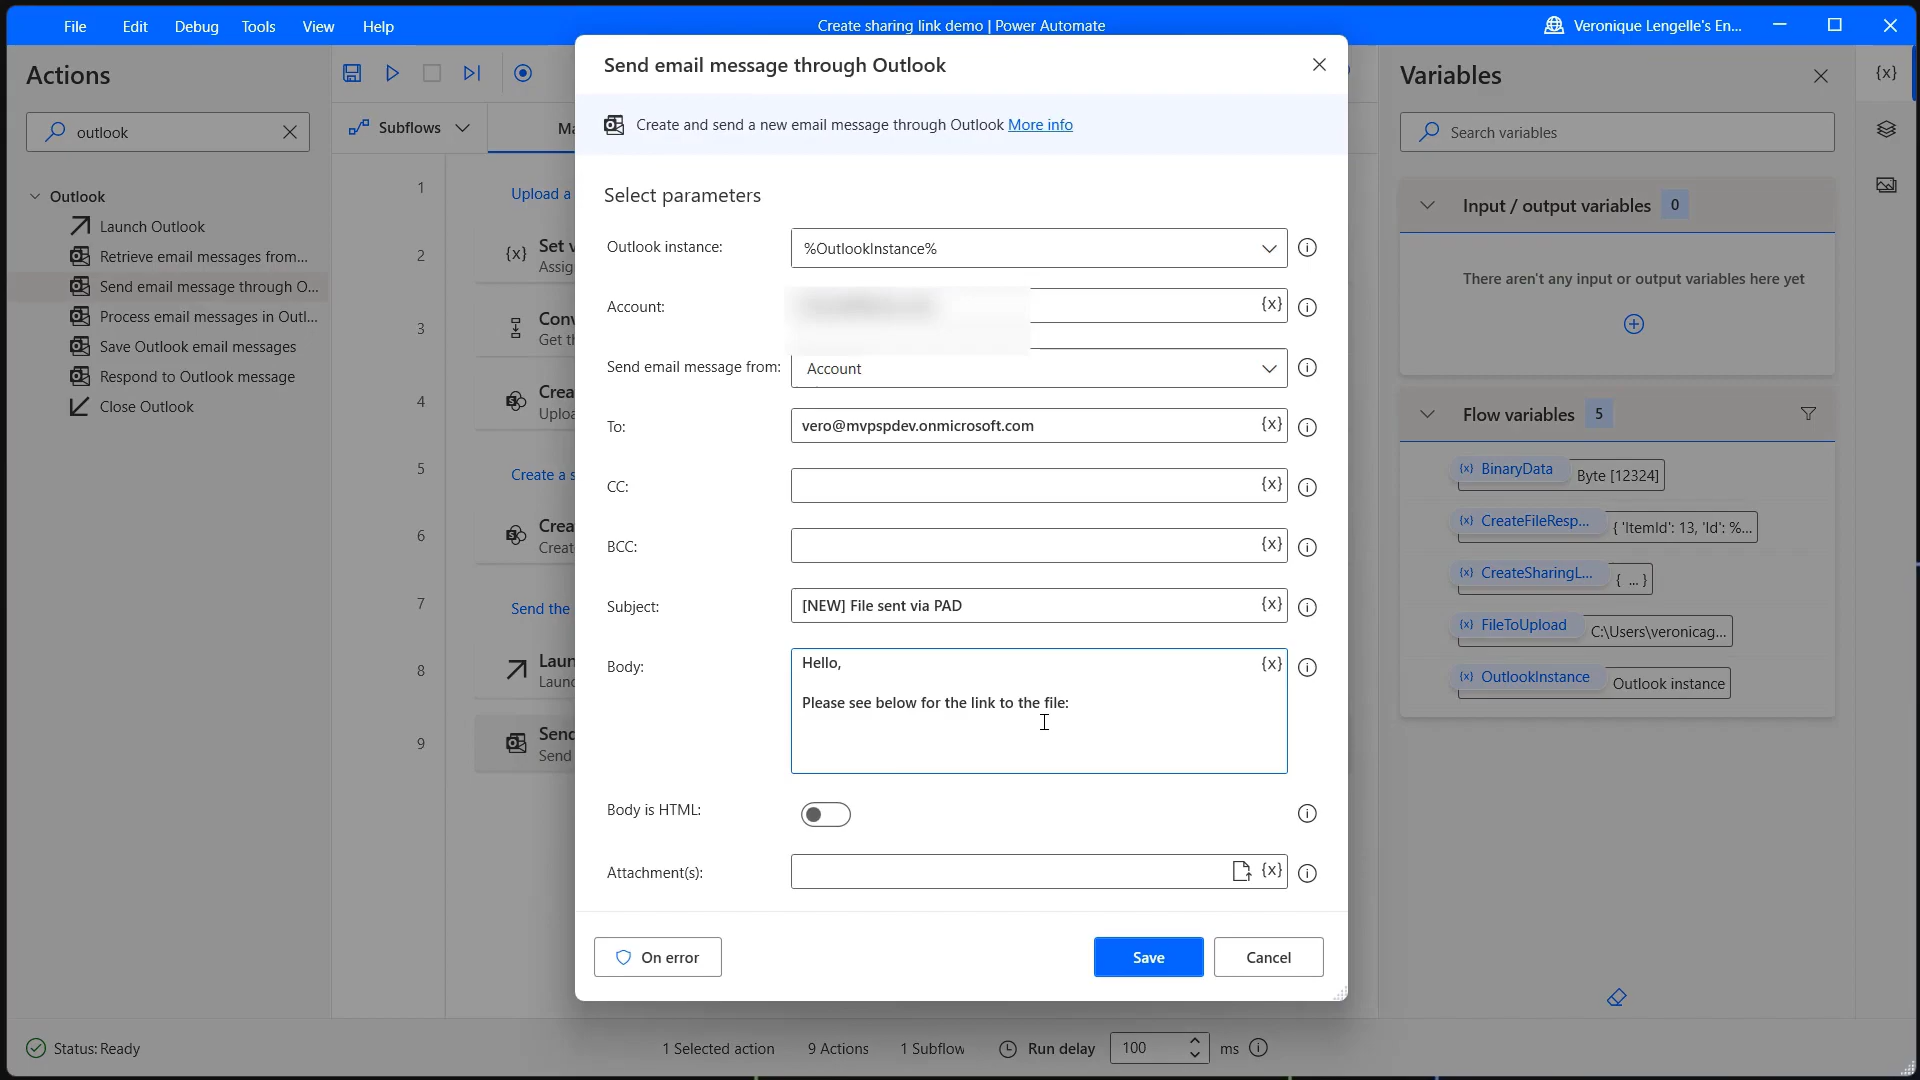 File Edit Debug Tools View Help
Create sharing link demo | Power Automate
Veronique Lengelle's En...
Actions
outlook
Outlook
Launch Outlook
Retrieve email messages from...
Send email message through O...
Process email messages in Outl...
Save Outlook email messages
Respond to Outlook message
Close Outlook
Subflows
Ma
1 Upload a
2 {x} Set v
Assig
3 Conv
Get th
4 Crea
Uploa
5 Create a s
6 Crea
Creat
7 Send the
8 Laun
Launc
9 Send
Send
Send email message through Outlook
Create and send a new email message through Outlook More info
Select parameters
Outlook instance: %OutlookInstance%
Account: {x}
Send email message from: Account
To: vero@mvpspdev.onmicrosoft.com {x}
CC: {x}
BCC: {x}
Subject: [NEW] File sent via PAD {x}
Body: Hello, {x}
Please see below for the link to the file:
Body is HTML:
Attachment(s): {x}
On error Save Cancel
Variables {x}
Search variables
Input / output variables 0
There aren't any input or output variables here yet
Flow variables 5
{x} BinaryData Byte [12324]
{x} CreateFileResp... { 'ItemId': 13, 'Id': %...
{x} CreateSharingL... { ... }
{x} FileToUpload C:\Users\veronicag...
{x} OutlookInstance Outlook instance
Status: Ready
1 Selected action 9 Actions 1 Subflow Run delay 100 ms